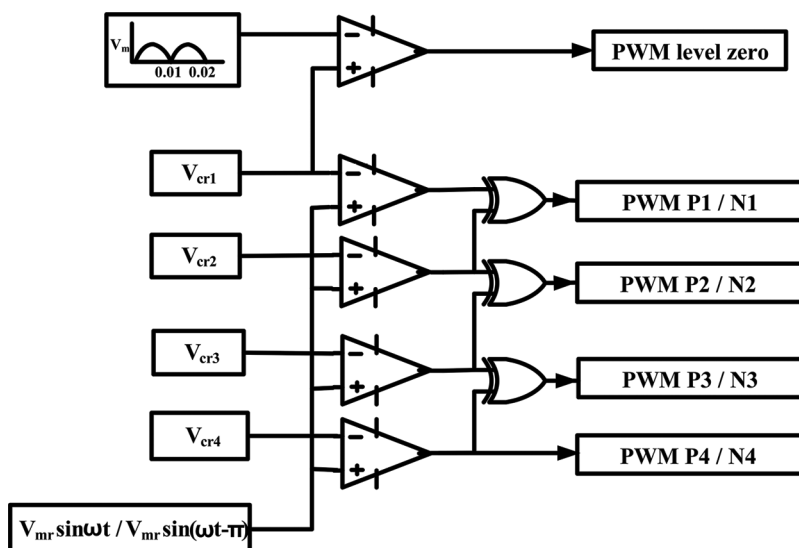 Vm
0.01 0.02
− +
PWM level zero
Vcr1
− +
PWM P1 / N1
Vcr2
− +
PWM P2 / N2
Vcr3
− +
PWM P3 / N3
Vcr4
− +
PWM P4 / N4
Vmr sinωt / Vmr sin(ωt-π)